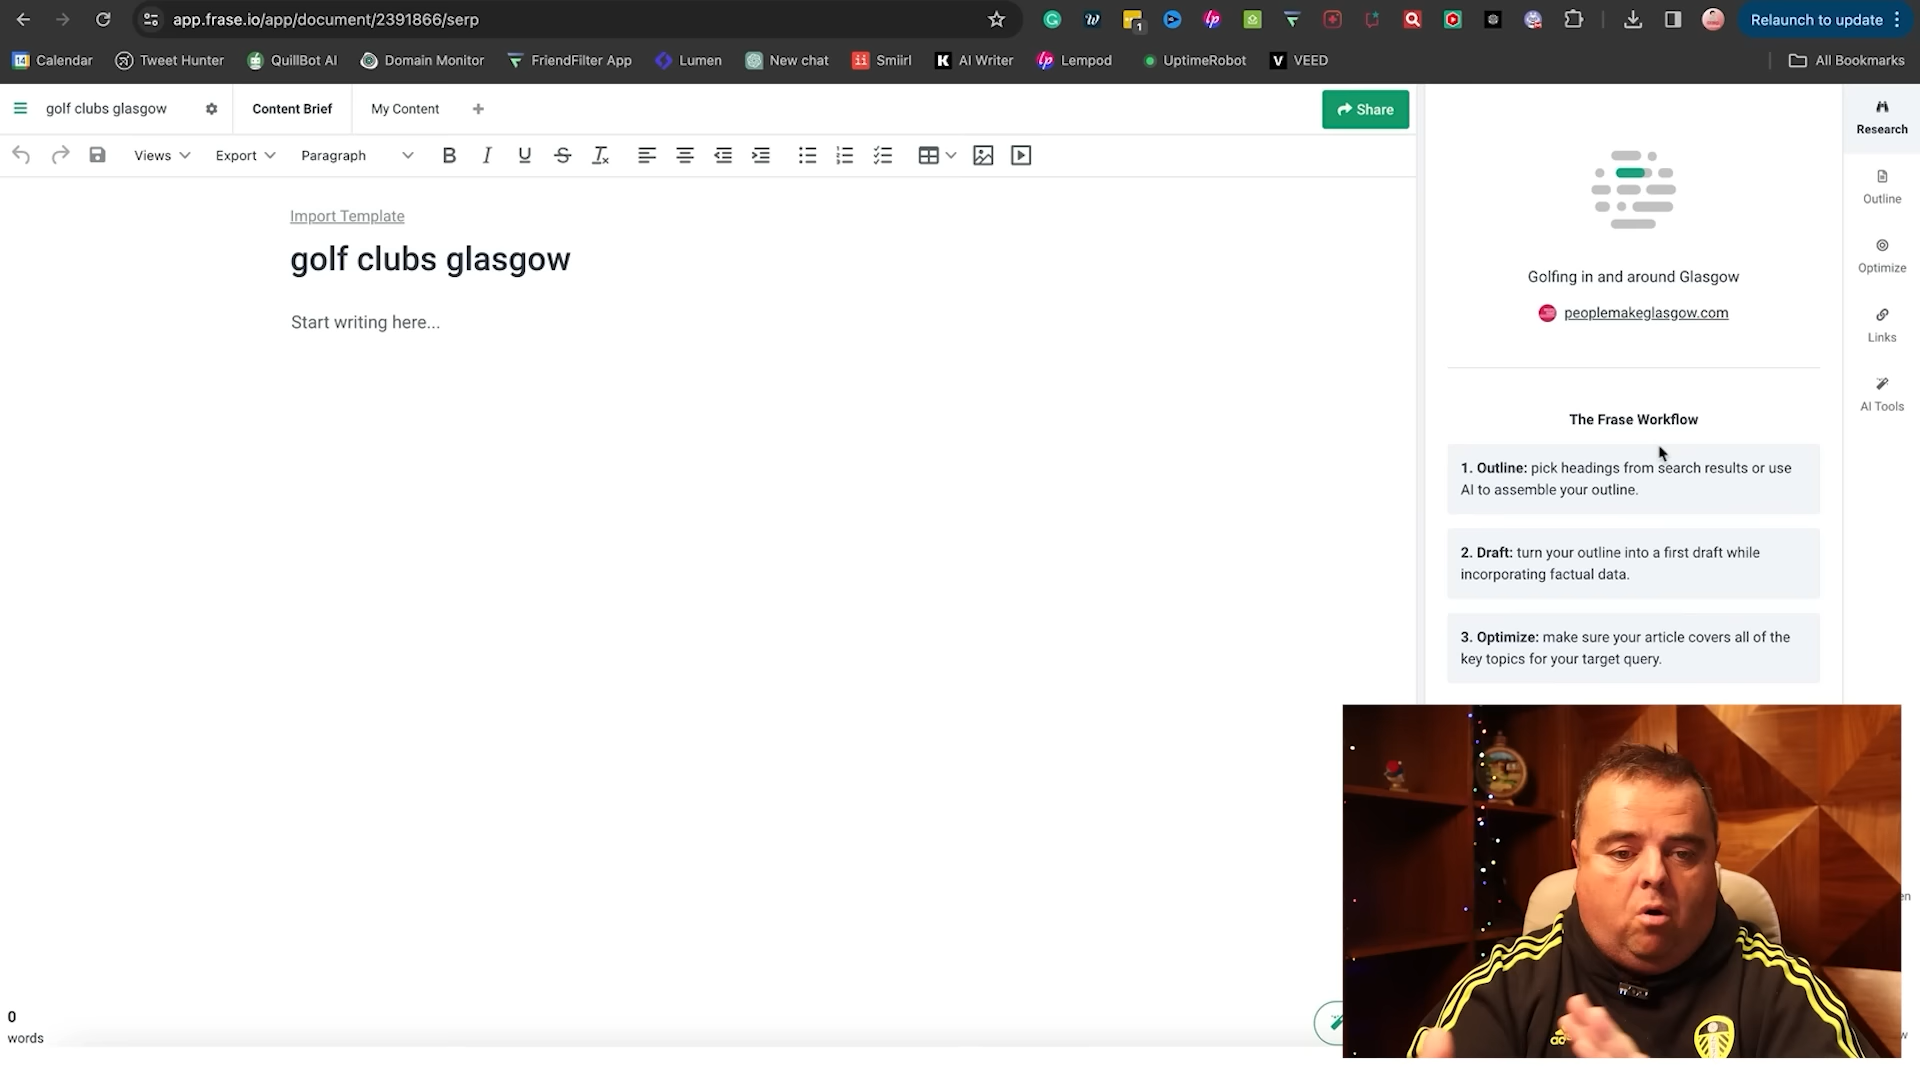 app.frase.io/app/document/2391866/serp
1
Relaunch to update
14 Calendar
Tweet Hunter
QuillBot AI
Domain Monitor
FriendFilter App
Lumen
New chat
ii Smiirl
K AI Writer
lp Lempod
UptimeRobot
V VEED
All Bookmarks
golf clubs glasgow
Content Brief
My Content
Share
Research
Views
Export
Paragraph
Outline
Import Template
golf clubs glasgow
Optimize
Golfing in and around Glasgow
peoplemakeglasgow.com
Start writing here...
Links
AI Tools
The Frase Workflow
1. Outline: pick headings from search results or use
AI to assemble your outline.
2. Draft: turn your outline into a first draft while
incorporating factual data.
3. Optimize: make sure your article covers all of the
key topics for your target query.
0
words